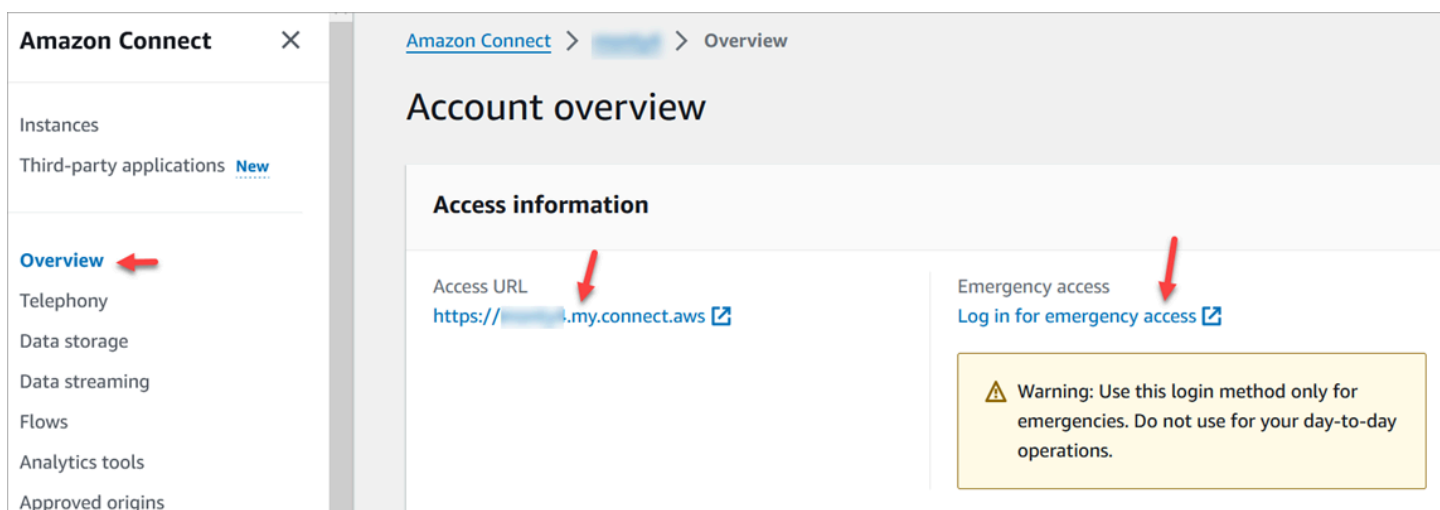 Amazon Connect
Instances
Third-party applications New
Overview
Telephony
Data storage
Data streaming
Flows
Analytics tools
Approved origins
Amazon Connect > > Overview
Account overview
Access information
Access URL
https:// .my.connect.aws
Emergency access
Log in for emergency access
Warning: Use this login method only for
emergencies. Do not use for your day-to-day
operations.